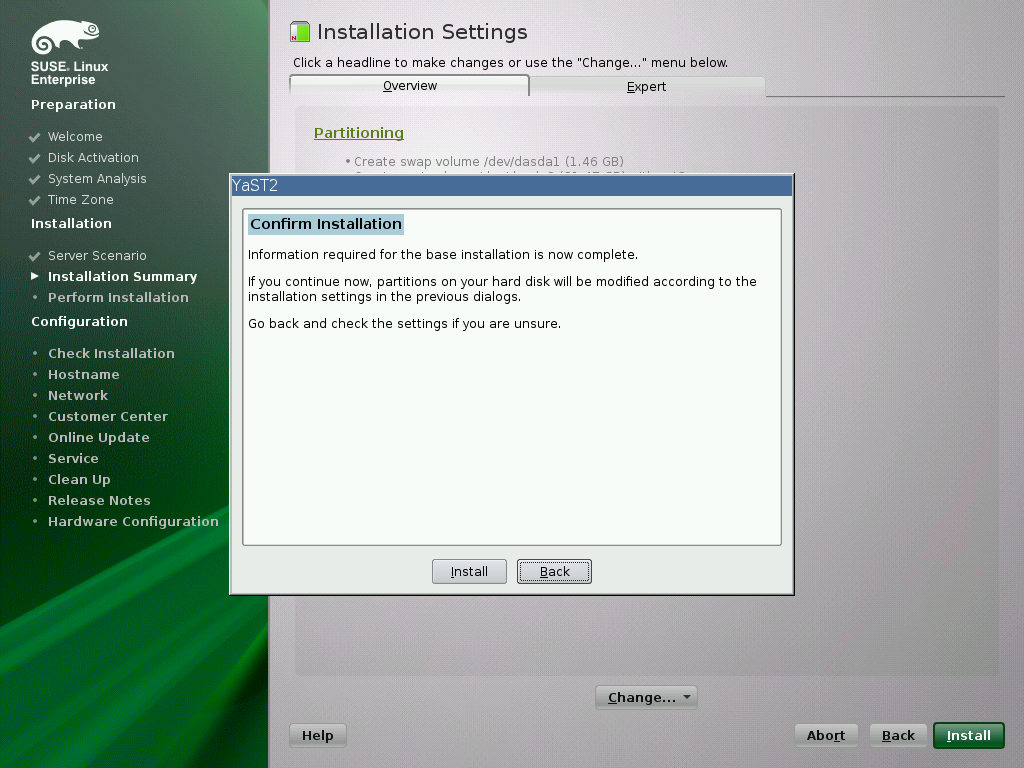 SUSE. Linux
Enterprise
Preparation
Welcome
Disk Activation
System Analysis
Time Zone
Installation
Server Scenario
Installation Summary
Perform Installation
Configuration
Check Installation
Hostname
Network
Customer Center
Online Update
Service
Clean Up
Release Notes
Hardware Configuration
Installation Settings
Click a headline to make changes or use the "Change..." menu below.
Overview Expert
Partitioning
• Create swap volume /dev/dasda1 (1.46 GB)
YaST2
Confirm Installation
Information required for the base installation is now complete.
If you continue now, partitions on your hard disk will be modified according to the
installation settings in the previous dialogs.
Go back and check the settings if you are unsure.
Install Back
Change...
Help Abort Back Install